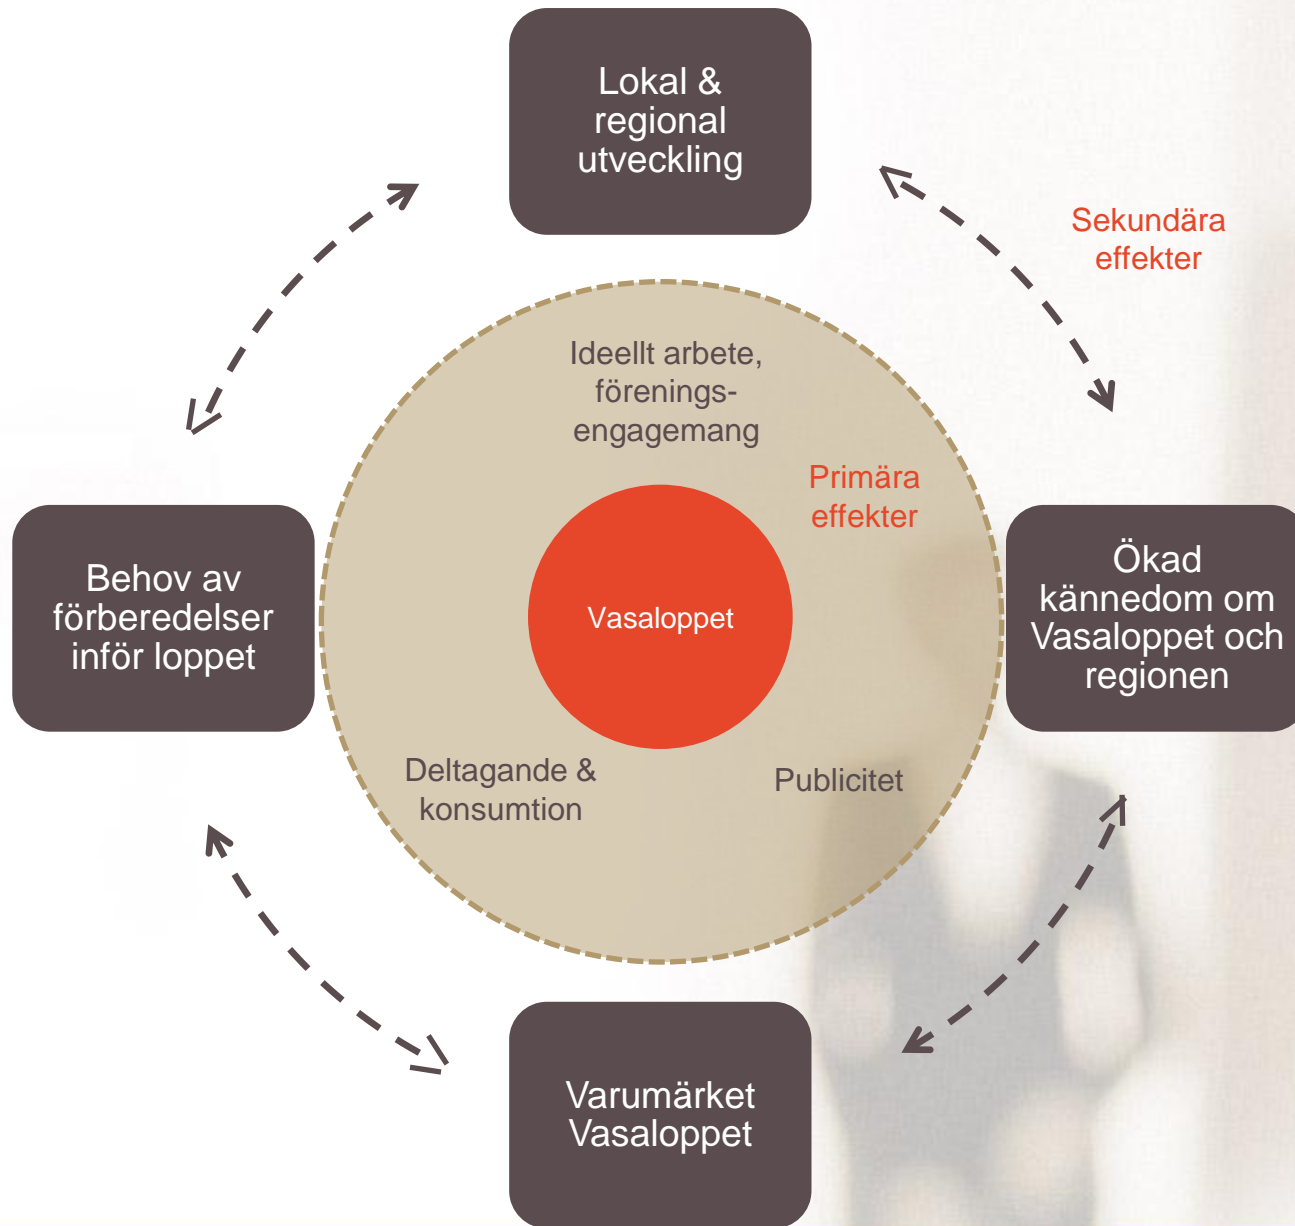 Lokal &
regional
utveckling
Sekundära
effekter
Ideellt arbete,
förenings-
engagemang
Primära
effekter
Behov av
förberedelser
inför loppet
Vasaloppet
Ökad
kännedom om
Vasaloppet och
regionen
Deltagande &
konsumtion
Publicitet
Varumärket
Vasaloppet